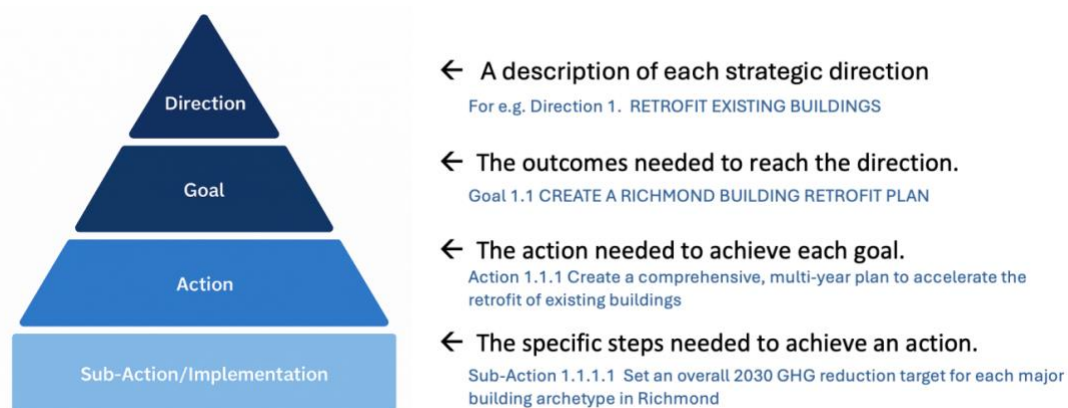 Direction
← A description of each strategic direction
For e.g. Direction 1. RETROFIT EXISTING BUILDINGS
Goal
← The outcomes needed to reach the direction.
Goal 1.1 CREATE A RICHMOND BUILDING RETROFIT PLAN
Action
← The action needed to achieve each goal.
Action 1.1.1 Create a comprehensive, multi-year plan to accelerate the
retrofit of existing buildings
Sub-Action/Implementation
← The specific steps needed to achieve an action.
Sub-Action 1.1.1.1 Set an overall 2030 GHG reduction target for each major
building archetype in Richmond